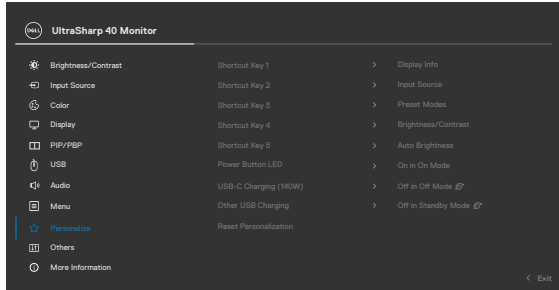 DELL UltraSharp 40 Monitor
Brightness/Contrast Shortcut Key 1 > Display Info
Input Source Shortcut Key 2 > Input Source
Color Shortcut Key 3 > Preset Modes
Display Shortcut Key 4 > Brightness/Contrast
PIP/PBP Shortcut Key 5 > Auto Brightness
USB Power Button LED > On in On Mode
Audio USB-C Charging (140W) > Off in Off Mode
Menu Other USB Charging > Off in Standby Mode
Personalize Reset Personalization
Others
More Information
< Exit